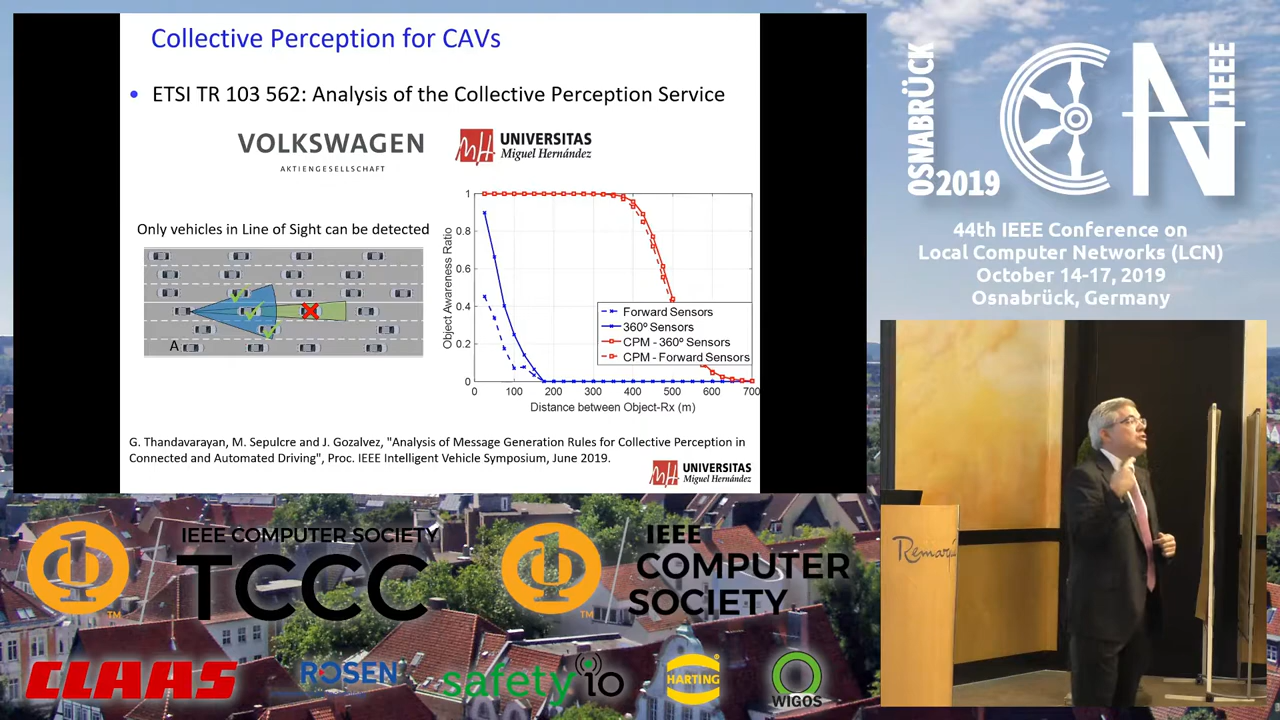 Collective Perception for CAVs
• ETSI TR 103 562: Analysis of the Collective Perception Service
VOLKSWAGEN
AKTIENGESELLSCHAFT
UNIVERSITAS
Miguel Hernández
Only vehicles in Line of Sight can be detected
A
Object Awareness Ratio
1
0.8
0.6
0.4
0.2
0
0 100 200 300 400 500 600 700
Distance between Object-Rx (m)
Forward Sensors
360º Sensors
CPM - 360º Sensors
CPM - Forward Sensors
G. Thandavarayan, M. Sepulcre and J. Gozalvez, "Analysis of Message Generation Rules for Collective Perception in
Connected and Automated Driving", Proc. IEEE Intelligent Vehicle Symposium, June 2019.
UNIVERSITAS
Miguel Hernández
OSNABRÜCK
2019
CN
IEEE
44th IEEE Conference on
Local Computer Networks (LCN)
October 14-17, 2019
Osnabrück, Germany
IEEE COMPUTER SOCIETY
TCCC
TM
IEEE
COMPUTER
SOCIETY
TM
CLAAS
ROSEN
safety io
HARTING
WIGOS